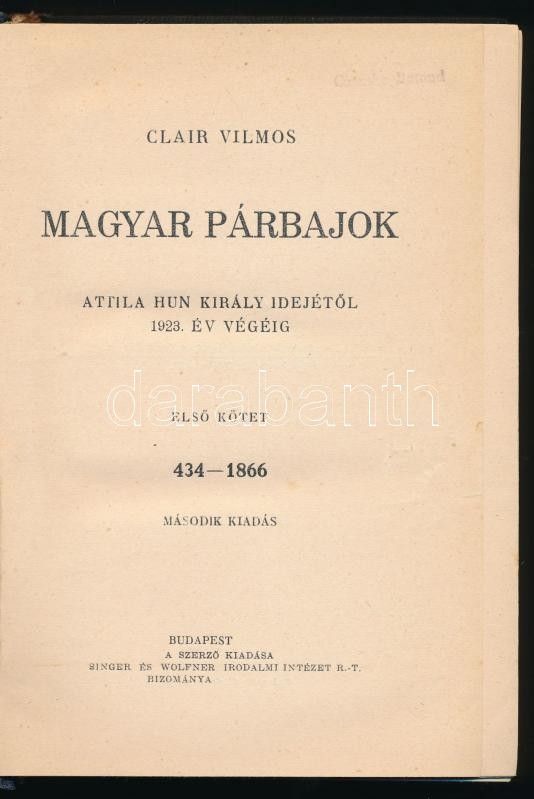 CLAIR VILMOS
MAGYAR PÁRBAJOK
ATTILA HUN KIRÁLY IDEJÉTŐL
1923. ÉV VÉGÉIG
darabanth
ELSŐ KÖTET
434—1866
MÁSODIK KIADÁS
BUDAPEST
A SZERZŐ KIADÁSA
SINGER ÉS WOLFNER IRODALMI INTÉZET R.-T.
BIZOMÁNYA